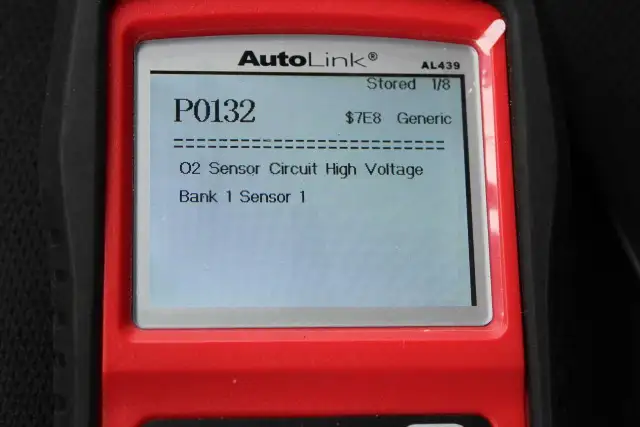 AutoLink® AL439
Stored 1/8
P0132 $7E8 Generic
================================
O2 Sensor Circuit High Voltage
Bank 1 Sensor 1